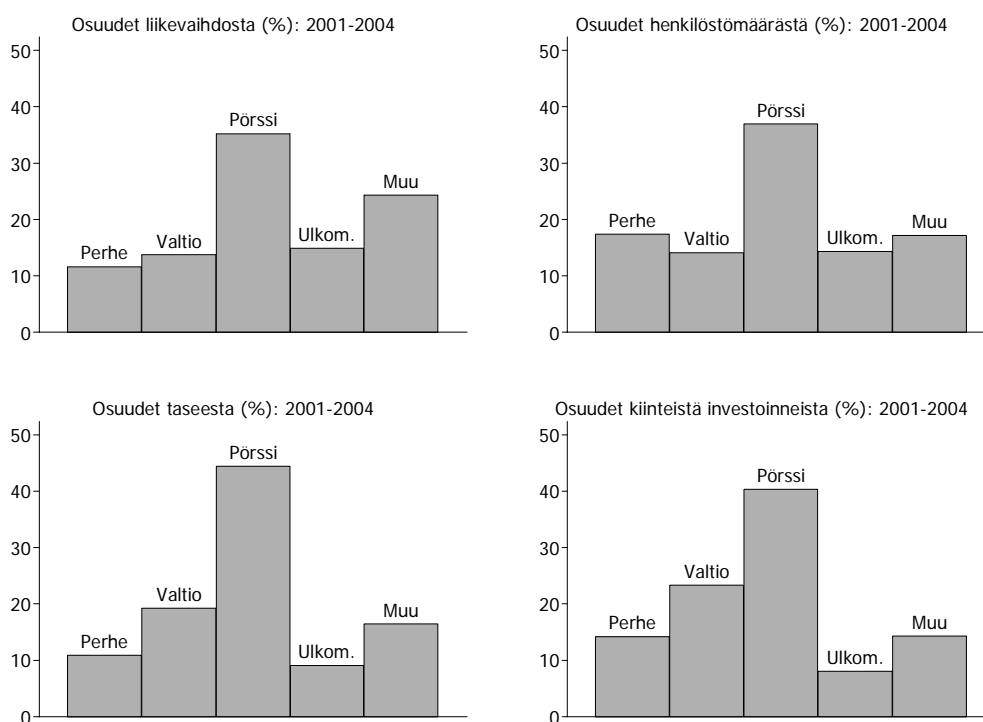 Osuudet liikevaihdosta (%): 2001-2004
50
40
30
20
10
0
Perhe
Valtio
Pörssi
Ulkom.
Muu
Osuudet henkilöstömäärästä (%): 2001-2004
50
40
30
20
10
0
Perhe
Valtio
Pörssi
Ulkom.
Muu
Osuudet taseesta (%): 2001-2004
50
40
30
20
10
0
Perhe
Valtio
Pörssi
Ulkom.
Muu
Osuudet kiinteistä investoinneista (%): 2001-2004
50
40
30
20
10
0
Perhe
Valtio
Pörssi
Ulkom.
Muu